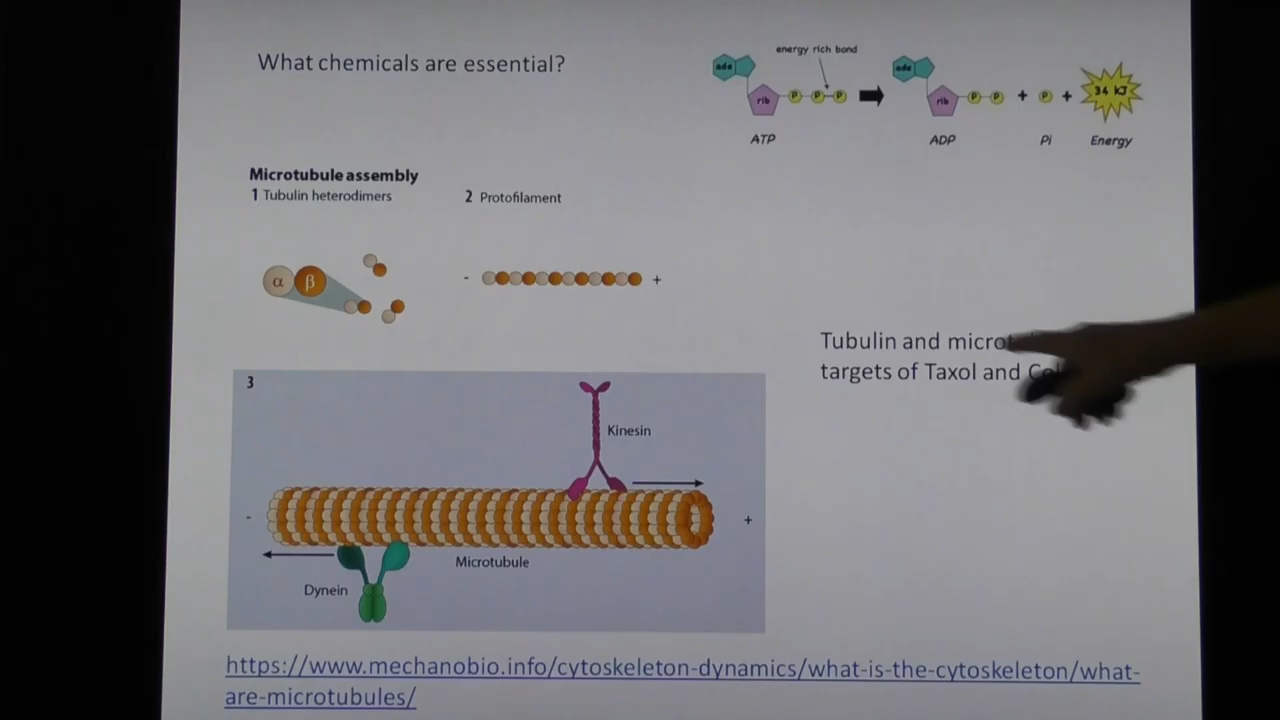 What chemicals are essential?
energy rich bond
ade
rib
P P P
ATP
ade
rib
P P
ADP
+
P
Pi
+
34 kJ
Energy
Microtubule assembly
1 Tubulin heterodimers
2 Protofilament
α β
- +
Tubulin and
targets of Taxol and
3
Kinesin
- +
Microtubule
Dynein
https://www.mechanobio.info/cytoskeleton-dynamics/what-is-the-cytoskeleton/what-
are-microtubules/